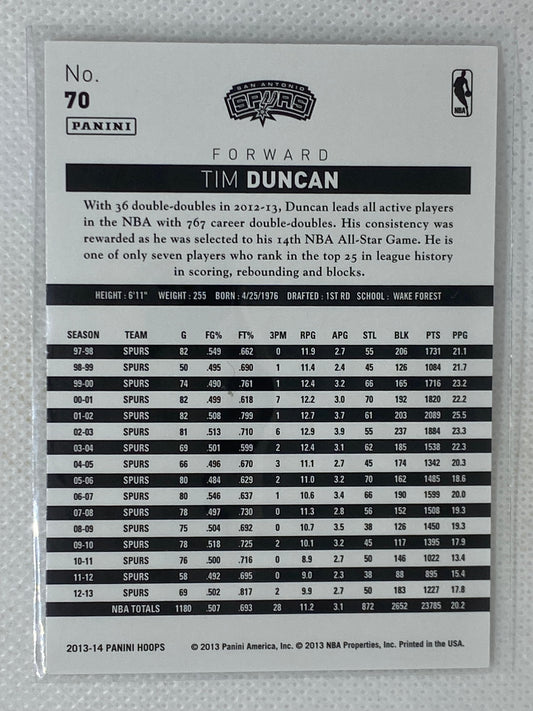 No.
70
PANINI
SAN ANTONIO
SPURS
NBA
FORWARD
TIM DUNCAN
With 36 double-doubles in 2012-13, Duncan leads all active players
in the NBA with 767 career double-doubles. His consistency was
rewarded as he was selected to his 14th NBA All-Star Game. He is
one of only seven players who rank in the top 25 in league history
in scoring, rebounding and blocks.
HEIGHT : 6'11" WEIGHT : 255 BORN : 4/25/1976 DRAFTED : 1ST RD SCHOOL : WAKE FOREST
SEASON TEAM G FG% FT% 3PM RPG APG STL BLK PTS PPG
97-98 SPURS 82 .549 .662 0 11.9 2.7 55 206 1731 21.1
98-99 SPURS 50 .495 .690 1 11.4 2.4 45 126 1084 21.7
99-00 SPURS 74 .490 .761 1 12.4 3.2 66 165 1716 23.2
00-01 SPURS 82 .499 .618 7 12.2 3.0 70 192 1820 22.2
01-02 SPURS 82 .508 .799 1 12.7 3.7 61 203 2089 25.5
02-03 SPURS 81 .513 .710 6 12.9 3.9 55 237 1884 23.3
03-04 SPURS 69 .501 .599 2 12.4 3.1 62 185 1538 22.3
04-05 SPURS 66 .496 .670 3 11.1 2.7 45 174 1342 20.3
05-06 SPURS 80 .484 .629 2 11.0 3.2 70 162 1485 18.6
06-07 SPURS 80 .546 .637 1 10.6 3.4 66 190 1599 20.0
07-08 SPURS 78 .497 .730 0 11.3 2.8 56 152 1508 19.3
08-09 SPURS 75 .504 .692 0 10.7 3.5 38 126 1450 19.3
09-10 SPURS 78 .518 .725 2 10.1 3.2 45 117 1395 17.9
10-11 SPURS 76 .500 .716 0 8.9 2.7 50 146 1022 13.4
11-12 SPURS 58 .492 .695 0 9.0 2.3 38 88 895 15.4
12-13 SPURS 69 .502 .817 2 9.9 2.7 50 183 1227 17.8
NBA TOTALS 1180 .507 .693 28 11.2 3.1 872 2652 23785 20.2
2013-14 PANINI HOOPS © 2013 Panini America, Inc. © 2013 NBA Properties, Inc. Printed in the USA.